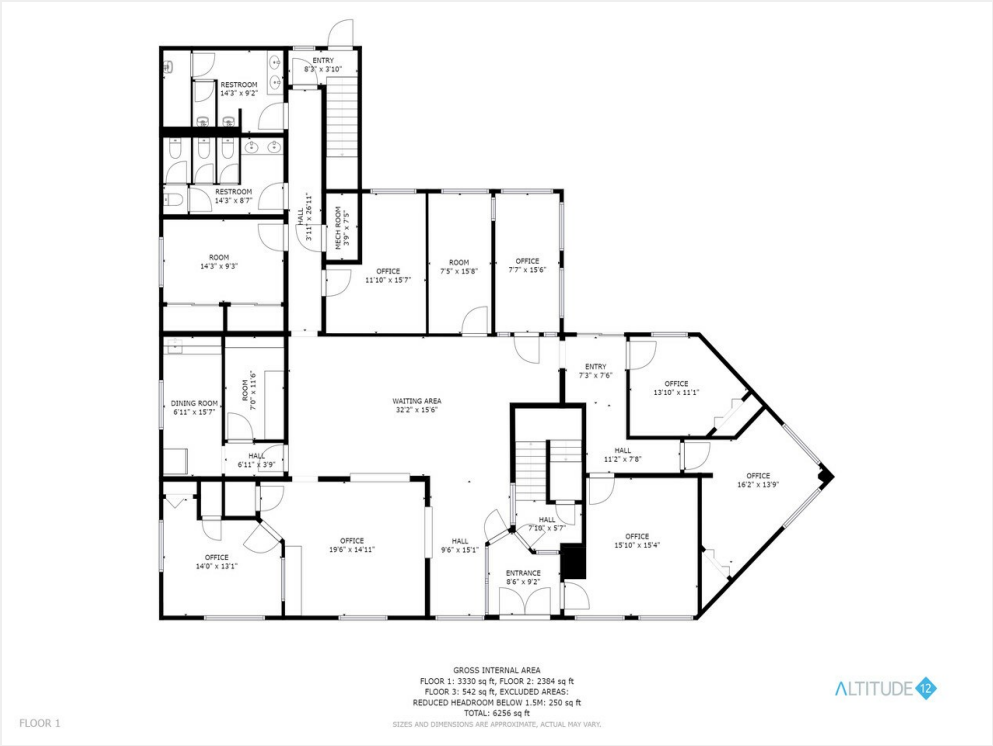 ENTRY
8'3" x 3'10"
RESTROOM
14'3" x 9'2"
RESTROOM
14'3" x 8'7"
HALL
3'11" x 26'11"
MECH ROOM
3'9" x 7'5"
ROOM
14'3" x 9'3"
OFFICE
11'10" x 15'7"
ROOM
7'5" x 15'8"
OFFICE
7'7" x 15'6"
ENTRY
7'3" x 7'6"
OFFICE
13'10" x 11'1"
DINING ROOM
6'11" x 15'7"
ROOM
7'0" x 11'6"
WAITING AREA
32'2" x 15'6"
HALL
6'11" x 3'9"
HALL
11'2" x 7'8"
OFFICE
16'2" x 13'9"
OFFICE
14'0" x 13'1"
OFFICE
19'6" x 14'11"
HALL
9'6" x 15'1"
HALL
7'10" x 5'7"
OFFICE
15'10" x 15'4"
ENTRANCE
8'6" x 9'2"
GROSS INTERNAL AREA
FLOOR 1: 3330 sq ft, FLOOR 2: 2384 sq ft
FLOOR 3: 542 sq ft, EXCLUDED AREAS:
REDUCED HEADROOM BELOW 1.5M: 250 sq ft
TOTAL: 6256 sq ft
SIZES AND DIMENSIONS ARE APPROXIMATE, ACTUAL MAY VARY.
FLOOR 1
ALTITUDE 12